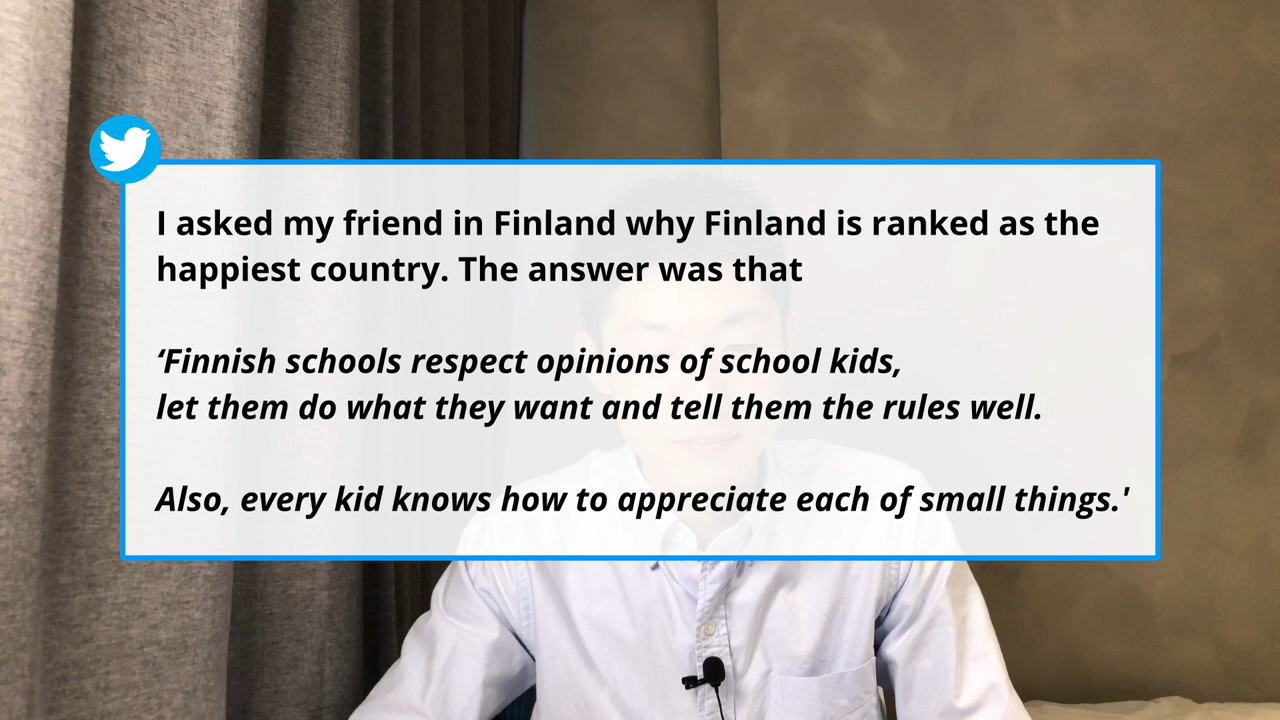 I asked my friend in Finland why Finland is ranked as the
happiest country. The answer was that
‘Finnish schools respect opinions of school kids,
let them do what they want and tell them the rules well.
Also, every kid knows how to appreciate each of small things.'